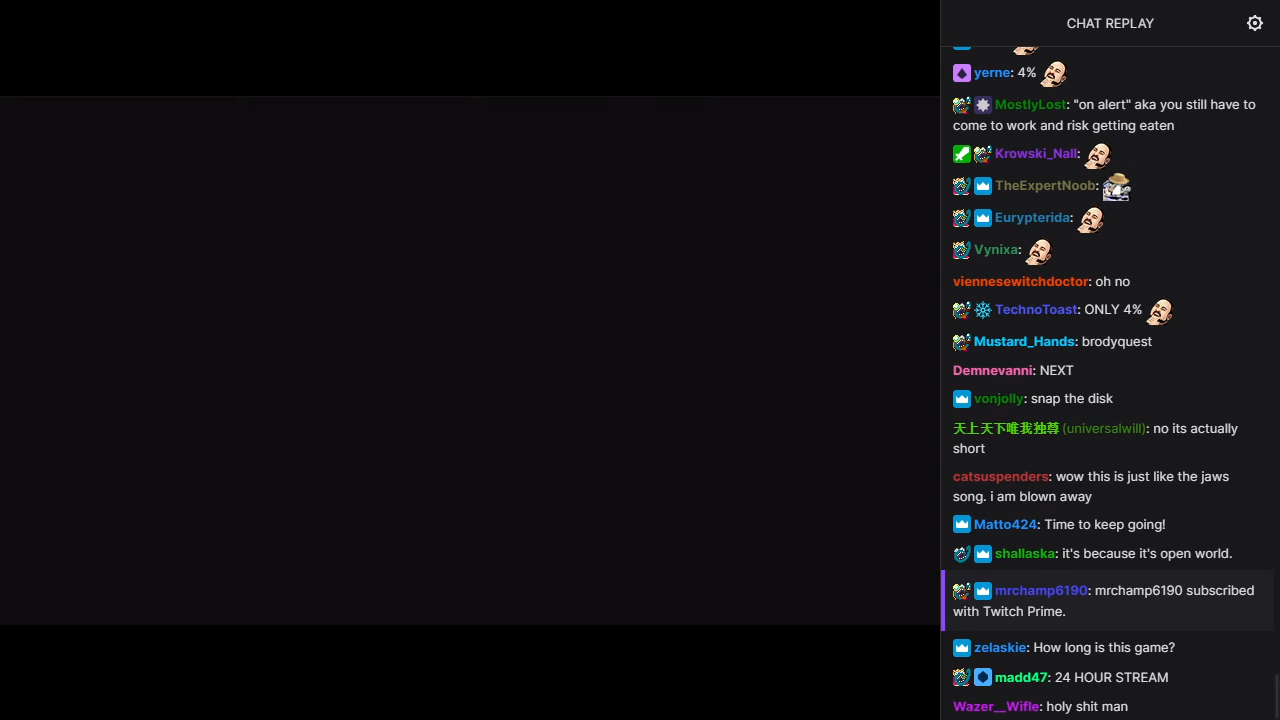 CHAT REPLAY
yerne: 4%
MostlyLost: "on alert" aka you still have to
come to work and risk getting eaten
Krowski_Nall:
TheExpertNoob:
Eurypterida:
Vynixa:
viennesewitchdoctor: oh no
TechnoToast: ONLY 4%
Mustard_Hands: brodyquest
Demnevanni: NEXT
vonjolly: snap the disk
天上天下唯我独尊 (universalwill): no its actually
short
catsuspenders: wow this is just like the jaws
song. i am blown away
Matto424: Time to keep going!
shallaska: it's because it's open world.
mrchamp6190: mrchamp6190 subscribed
with Twitch Prime.
zelaskie: How long is this game?
madd47: 24 HOUR STREAM
Wazer__Wifle: holy shit man